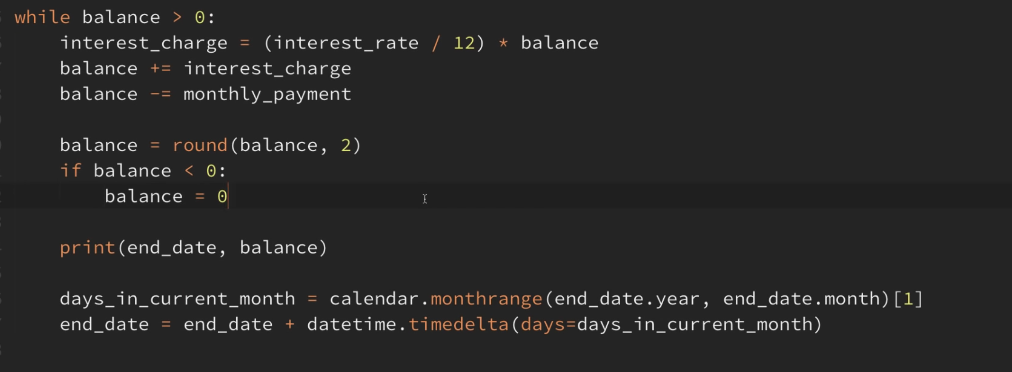 while balance > 0:
    interest_charge = (interest_rate / 12) * balance
    balance += interest_charge
    balance -= monthly_payment
    balance = round(balance, 2)
    if balance < 0:
        balance = 0
    print(end_date, balance)
    days_in_current_month = calendar.monthrange(end_date.year, end_date.month)[1]
    end_date = end_date + datetime.timedelta(days=days_in_current_month)